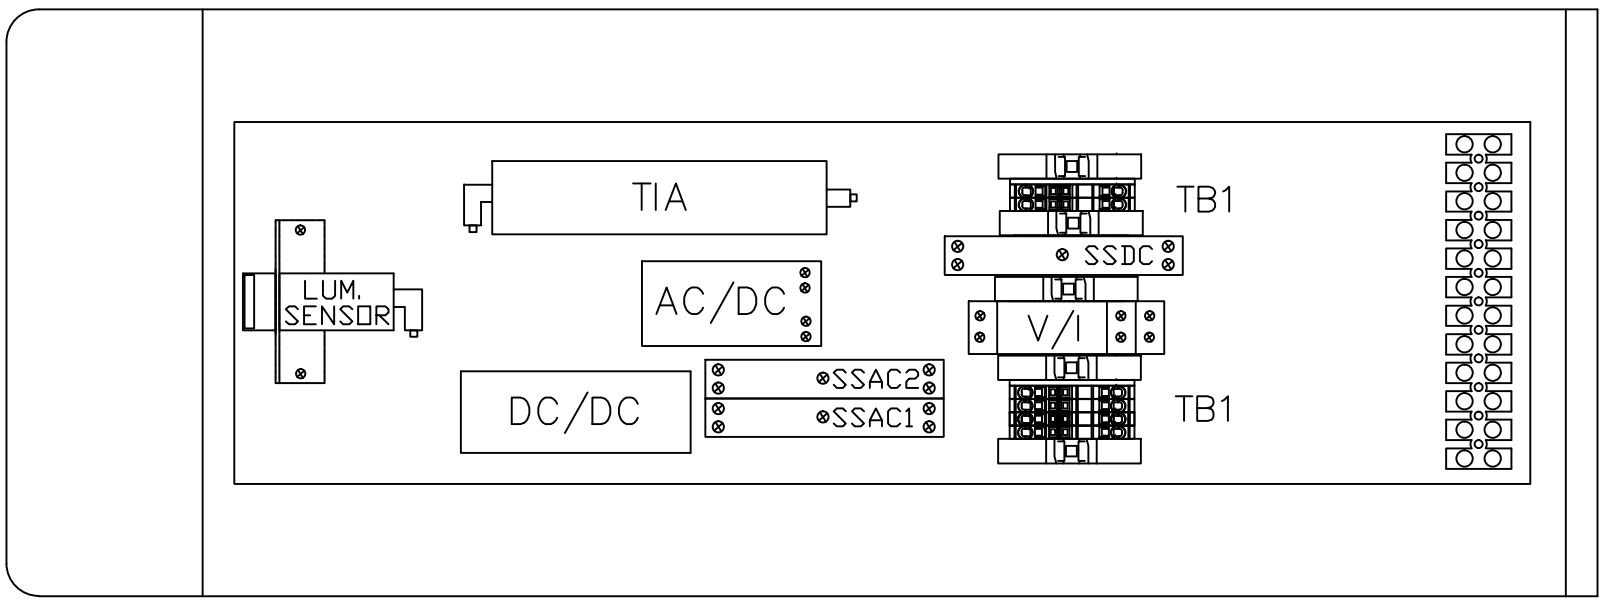 TIA
TB1
SSDC
LUM.
SENSOR
AC/DC
V/I
SSAC2
DC/DC
SSAC1
TB1